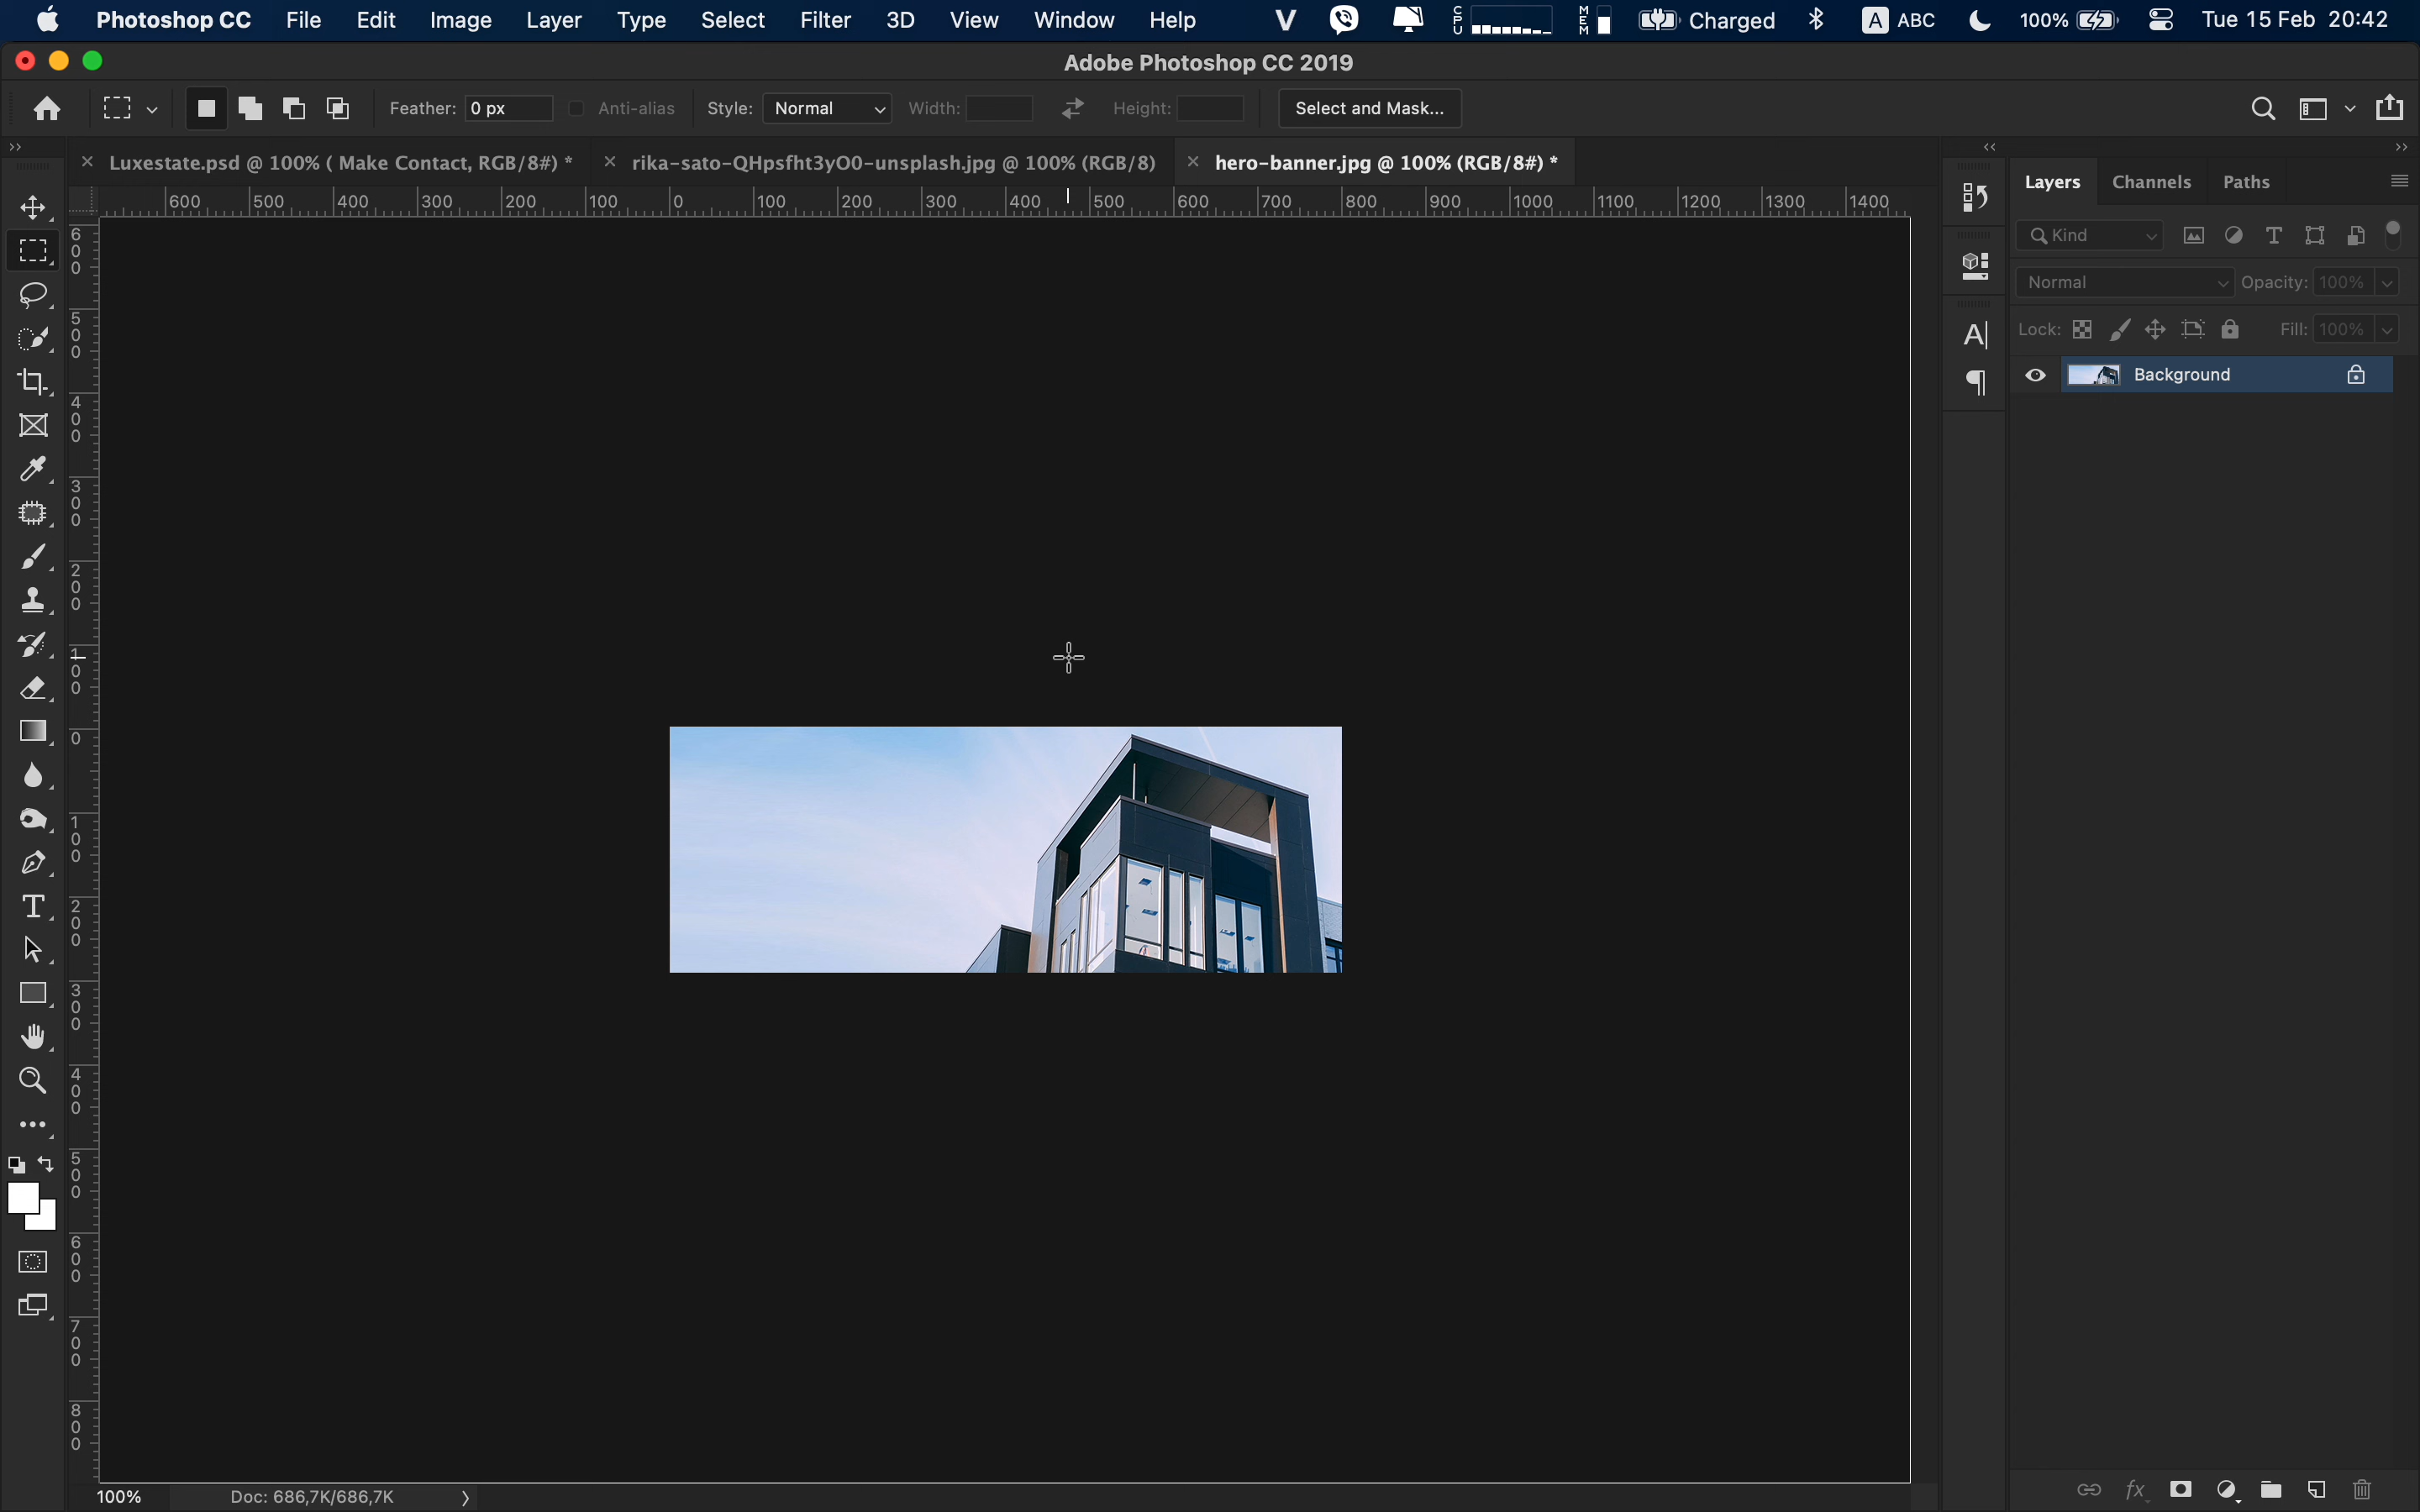 Photoshop CC File Edit Image Layer Type Select Filter 3D View Window Help V CPU MEM Charged A ABC 100% Tue 15 Feb 20:42
Adobe Photoshop CC 2019
Feather: 0 px Anti-alias Style: Normal Width: Height: Select and Mask...
Luxestate.psd @ 100% ( Make Contact, RGB/8#) * rika-sato-QHpsfht3yO0-unsplash.jpg @ 100% (RGB/8) hero-banner.jpg @ 100% (RGB/8#) *
600 500 400 300 200 100 0 100 200 300 400 500 600 700 800 900 1000 1100 1200 1300 1400
600
500
400
300
200
100
0
100
200
300
400
500
600
700
800
Layers Channels Paths
Kind
Normal Opacity: 100%
Lock: Fill: 100%
Background
fx
100% Doc: 686,7K/686,7K